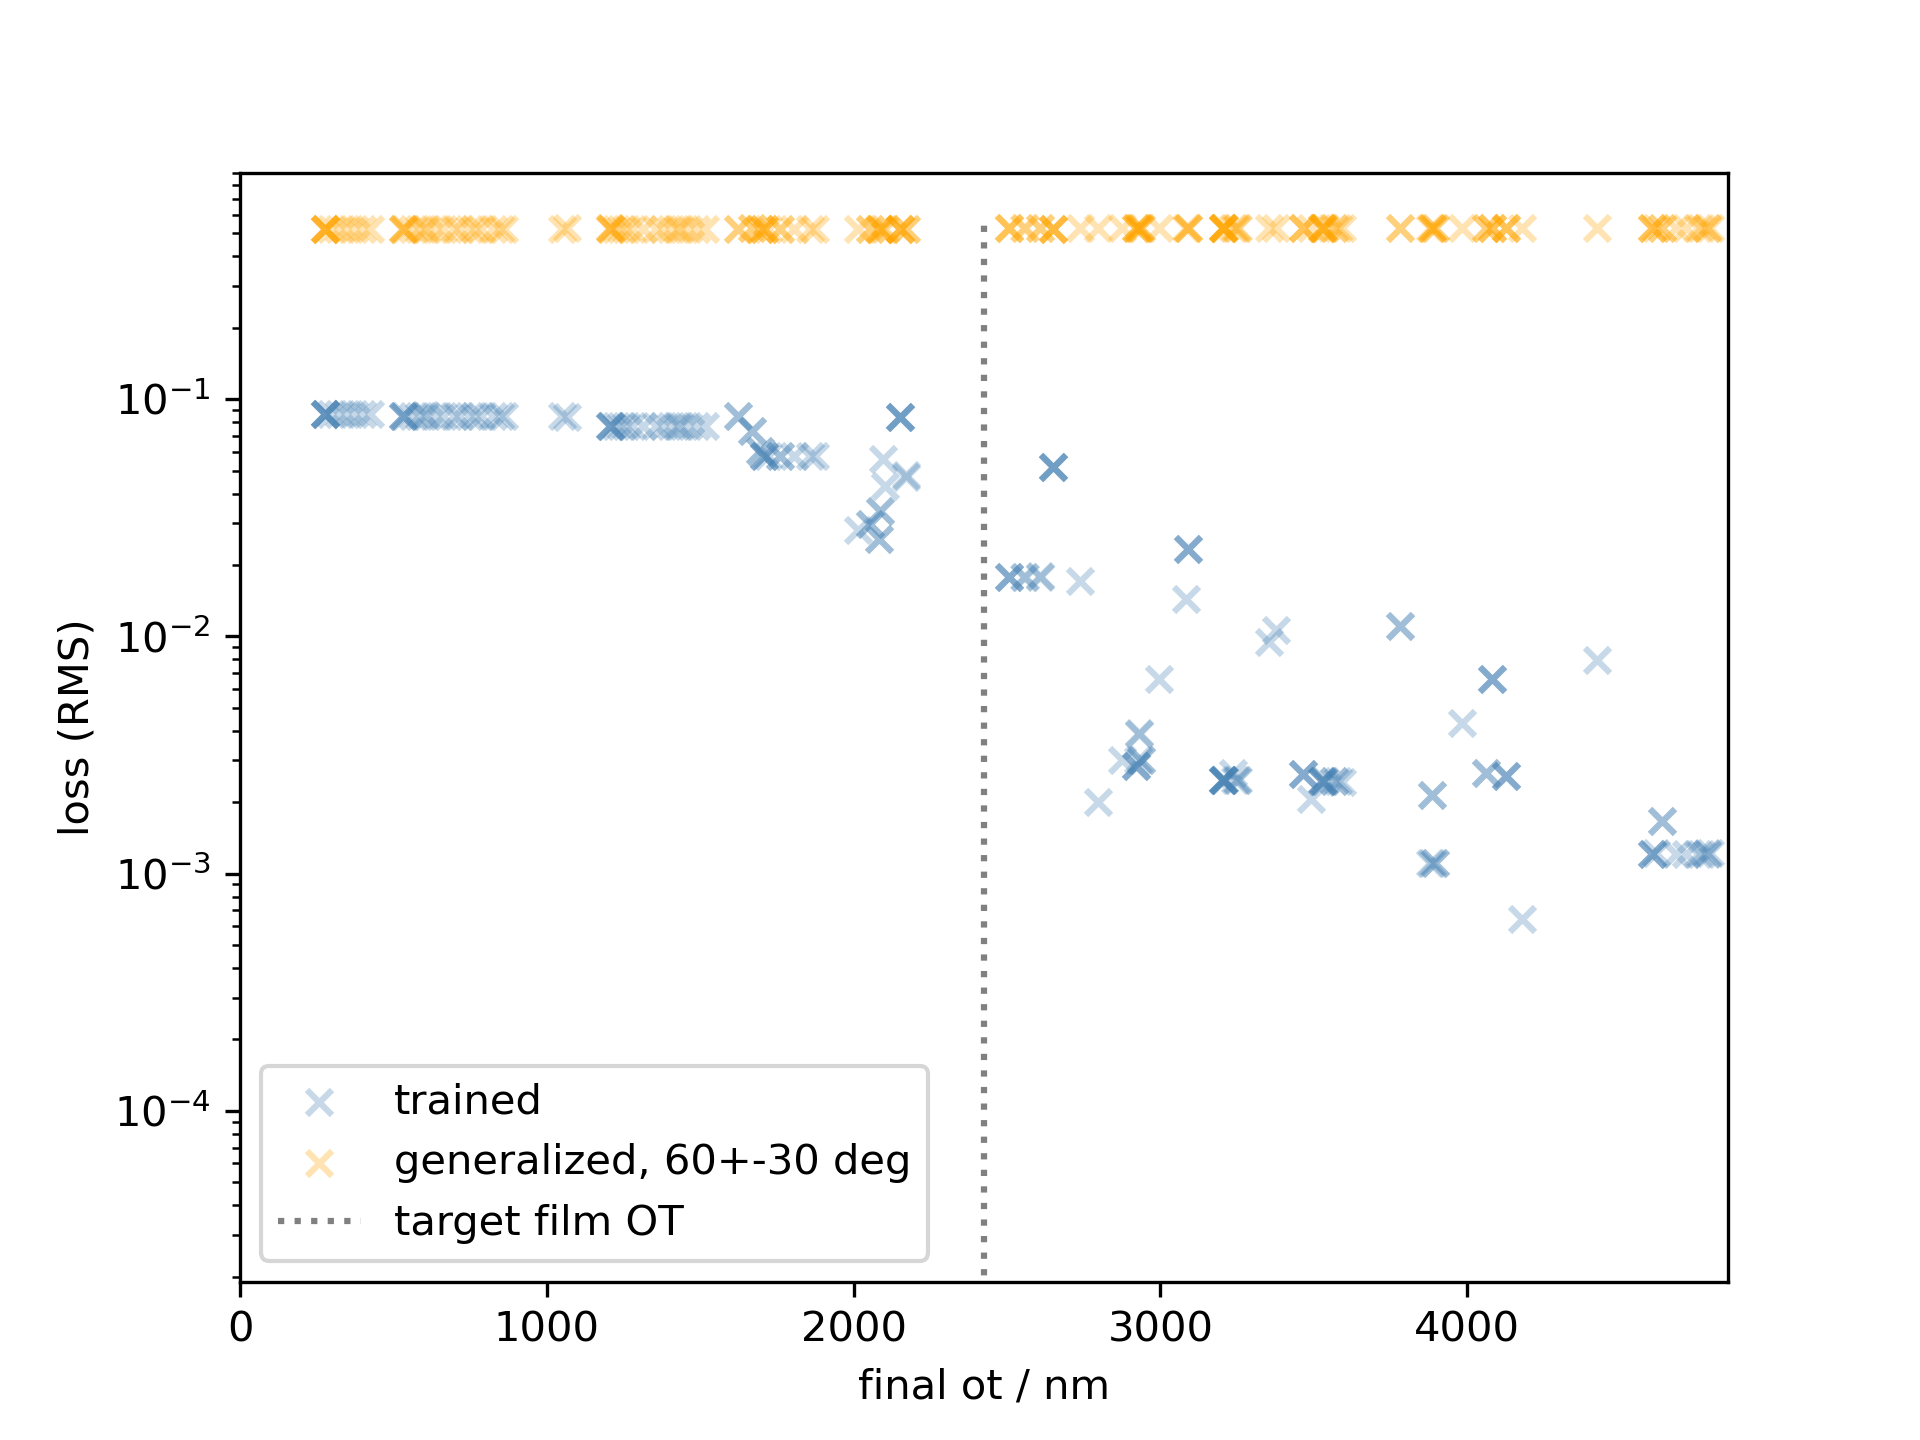 10⁻¹
10⁻²
10⁻³
10⁻⁴
loss (RMS)
trained
generalized, 60+-30 deg
target film OT
0 1000 2000 3000 4000
final ot / nm